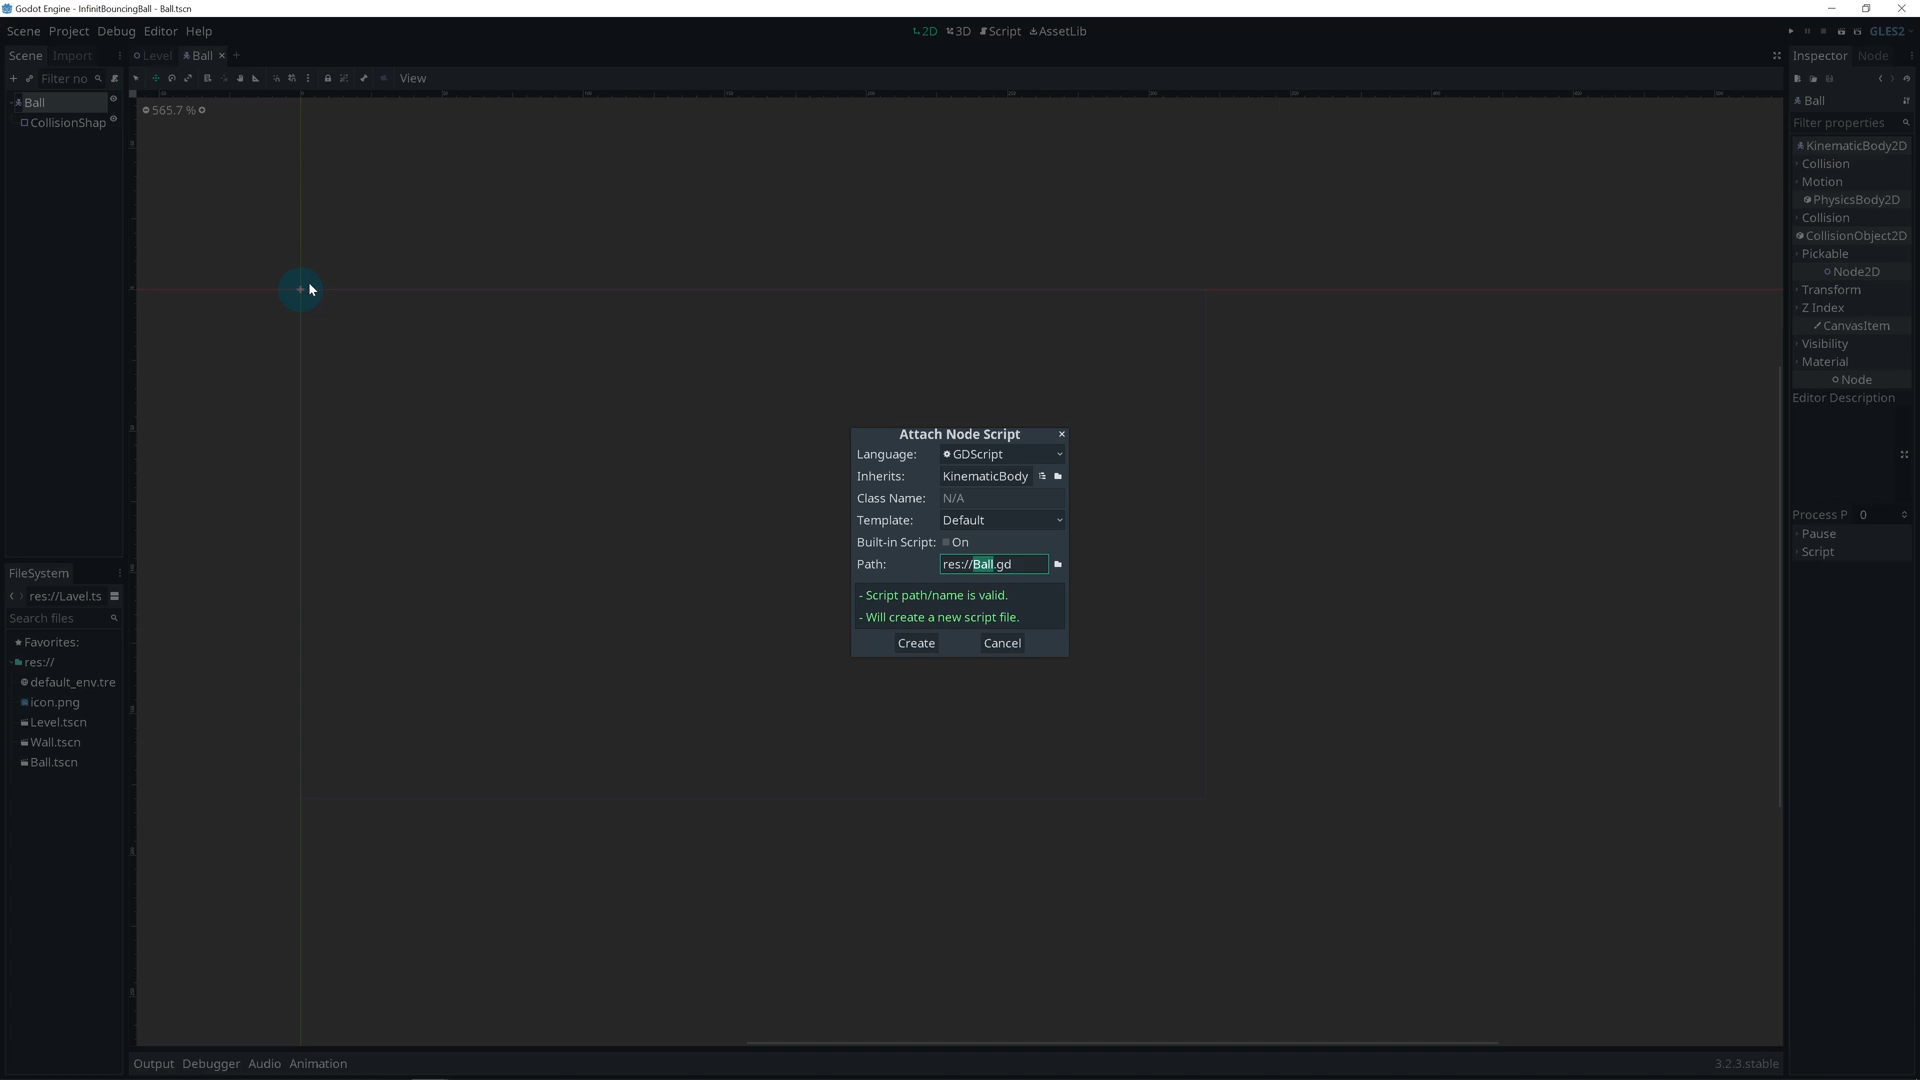 Godot Engine - InfinitBouncingBall - Ball.tscn
Scene Project Debug Editor Help
2D 3D Script AssetLib
GLES2
Scene Import
Level Ball
Inspector Node
Filter no
View
Ball
CollisionShap
565.7 %
Ball
Filter properties
KinematicBody2D
Collision
Motion
PhysicsBody2D
Collision
CollisionObject2D
Pickable
Node2D
Transform
Z Index
CanvasItem
Visibility
Material
Node
Editor Description
Process P 0
Pause
Script
Attach Node Script
Language: GDScript
Inherits: KinematicBody
Class Name: N/A
Template: Default
Built-in Script: On
Path: res://Ball.gd
- Script path/name is valid.
- Will create a new script file.
Create Cancel
FileSystem
res://Lavel.ts
Search files
Favorites:
res://
default_env.tre
icon.png
Level.tscn
Wall.tscn
Ball.tscn
Output Debugger Audio Animation
3.2.3.stable